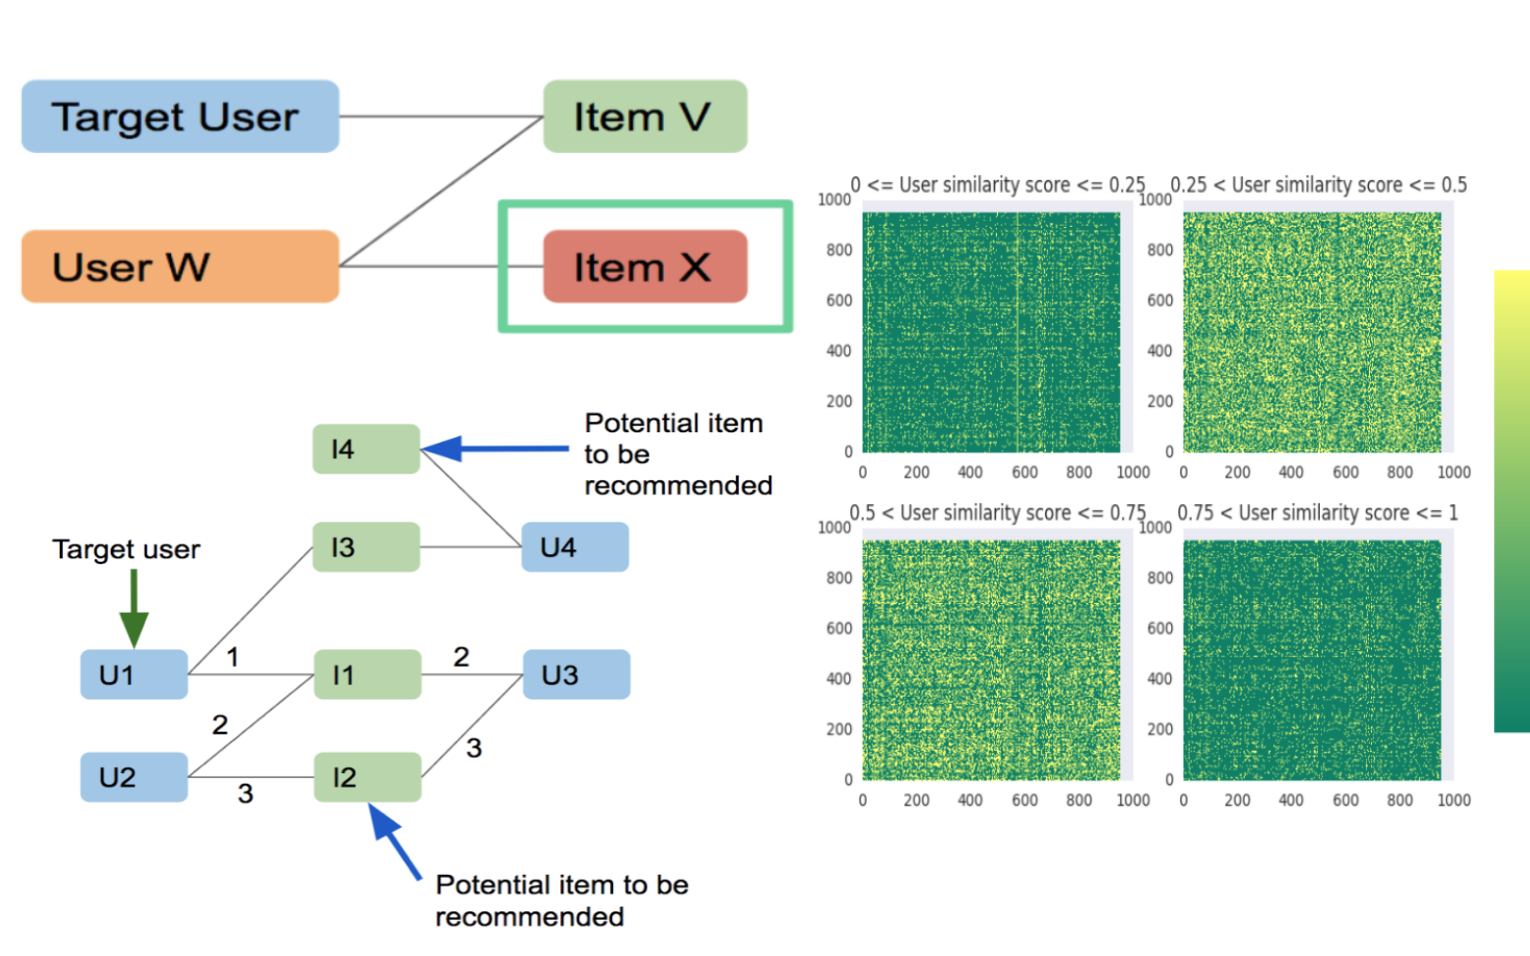 Target User
Item V
User W
Item X
I4
Potential item
to be
recommended
I3
U4
Target user
U1
1
I1
2
U3
2
U2
3
I2
3
Potential item to be
recommended
0 <= User similarity score <= 0.25
1000
800
600
400
200
0
0 200 400 600 800 1000
0.25 < User similarity score <= 0.5
1000
800
600
400
200
0
0 200 400 600 800 1000
0.5 < User similarity score <= 0.75
1000
800
600
400
200
0
0 200 400 600 800 1000
0.75 < User similarity score <= 1
1000
800
600
400
200
0
0 200 400 600 800 1000